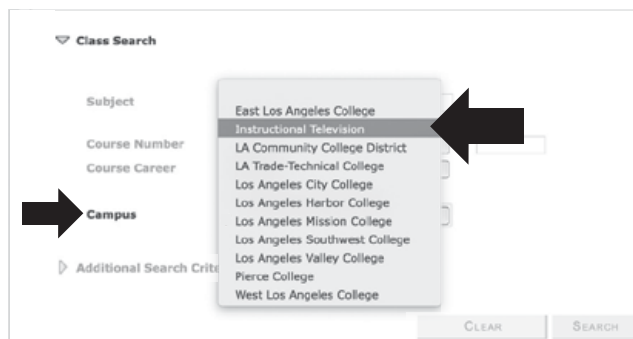 Class Search
Subject
East Los Angeles College
Instructional Television
Course Number
LA Community College District
Course Career
LA Trade-Technical College
Los Angeles City College
Los Angeles Harbor College
Campus
Los Angeles Mission College
Los Angeles Southwest College
Los Angeles Valley College
Additional Search Crite
Pierce College
West Los Angeles College
CLEAR
SEARCH